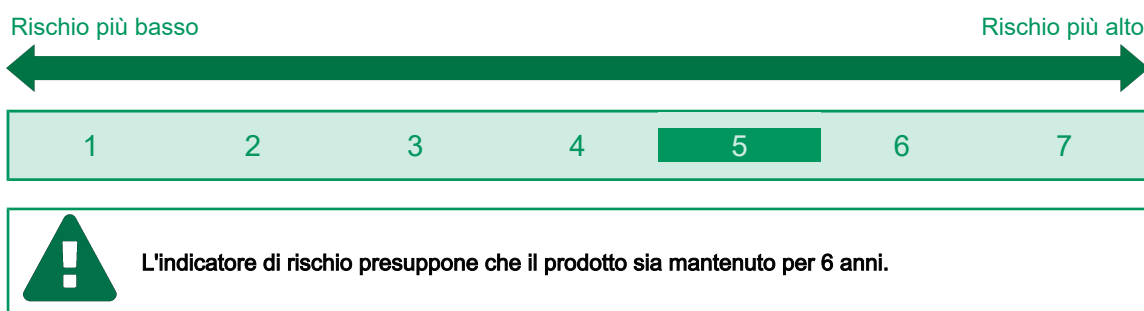 Rischio più basso Rischio più alto
1 2 3 4 5 6 7
L'indicatore di rischio presuppone che il prodotto sia mantenuto per 6 anni.